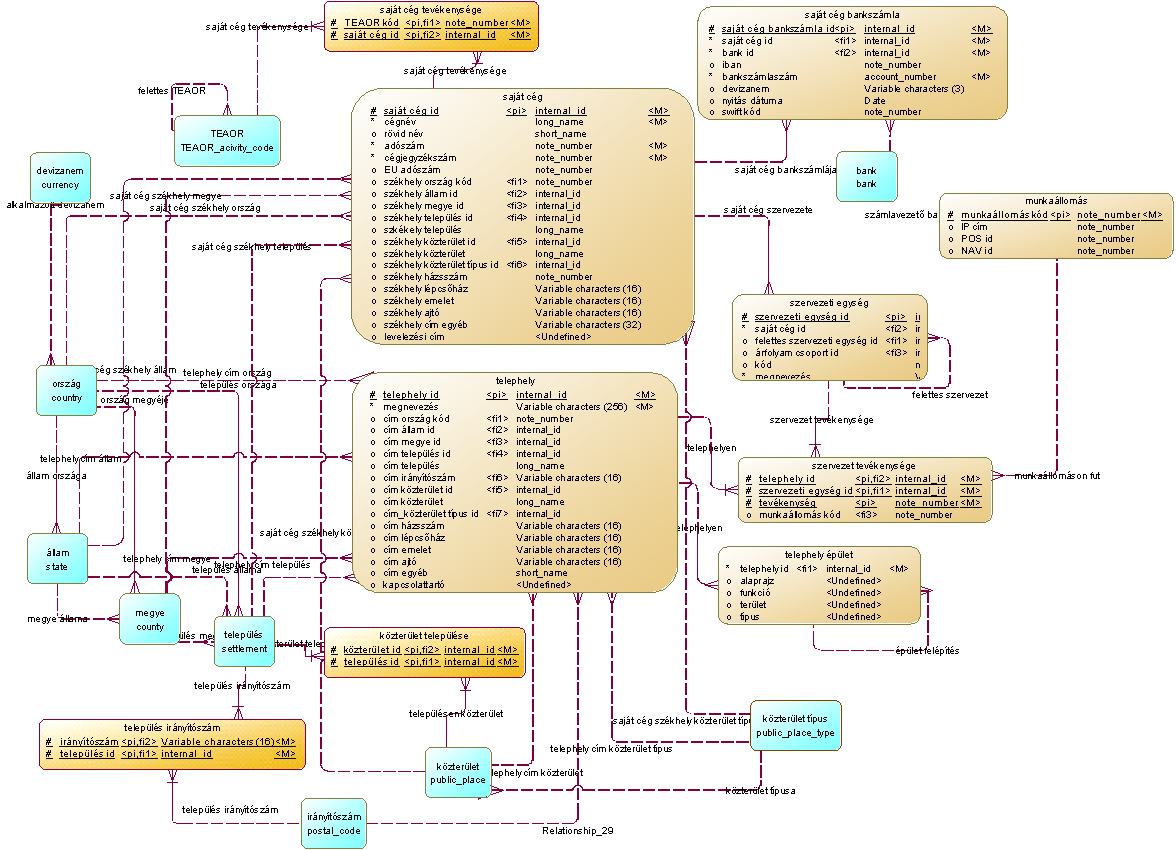 saját cég tevékenysége
# TEAOR kód <pi,fi1> note_number <M>
# saját cég id <pi,fi2> internal_id <M>
saját cég tevékenysége
saját cég tevékenysége
felettes TEAOR
TEAOR
TEAOR_acivity_code
saját cég bankszámla
# saját cég bankszámla id <pi> internal_id <M>
* saját cég id <fi1> internal_id <M>
* bank id <fi2> internal_id <M>
o iban note_number
* bankszámlaszám account_number <M>
o devizanem Variable characters (3)
o nyitás dátuma Date
o swift kód note_number
saját cég bankszámlája
bank
bank
számlavezető ba
devizanem
currency
alkalmazott devizanem
saját cég
# saját cég id <pi> internal_id <M>
* cégnév long_name <M>
o rövid név short_name
* adószám note_number <M>
* cégjegyzékszám note_number <M>
o EU adószám note_number
o székhely ország kód <fi1> note_number
o székhely állam id <fi2> internal_id
o székhely megye id <fi3> internal_id
o székhely település id <fi4> internal_id
o szkékely település long_name
o székhely közterület id <fi5> internal_id
o székhely közterület long_name
o székhely közterület típus id <fi6> internal_id
o székhely házsszám note_number
o székhely lépcsőház Variable characters (16)
o székhely emelet Variable characters (16)
o székhely ajtó Variable characters (16)
o székhely cím egyéb Variable characters (32)
o levelezési cím <Undefined>
saját cég székhely megye
saját cég székhely ország
saját cég székhely település
saját cég szervezete
munkaállomás
# munkaállomás kód <pi> note_number <M>
o IP cím note_number
o POS id note_number
o NAV id note_number
szervezeti egység
# szervezeti egység id <pi> ir
* saját cég id <fi2> ir
o felettes szervezeti egység id <fi1> ir
o árfolyam csoport id <fi3> ir
o kód n
* megnevezés
felettes szervezet
szervezet tevékenysége
ország
country
cég székhely állam
telephely cím ország
település országa
ország megyéje
telephely
# telephely id <pi> internal_id <M>
* megnevezés Variable characters (256) <M>
o cím ország kód <fi1> note_number
o cím állam id <fi2> internal_id
o cím megye id <fi3> internal_id
o cím település id <fi4> internal_id
o cím település long_name
o cím irányítószám <fi6> Variable characters (16)
o cím közterület id <fi5> internal_id
o cím közterület long_name
o cím_közterület típus id <fi7> internal_id
o cím házsszám Variable characters (16)
o cím lépcsőház Variable characters (16)
o cím emelet Variable characters (16)
o cím ajtó Variable characters (16)
o cím egyéb short_name
o kapcsolattartó <Undefined>
telephelyen
telephelyen
szervezet tevékenysége
# telephely id <pi,fi2> internal_id <M>
# szervezeti egység id <pi,fi1> internal_id <M>
# tevékenység <pi> note_number <M>
o munkaállomás kód <fi3> note_number
munkaállomáson fut
telephely cím állam
állam országa
saját cég székhely kö
telephely cím megye
telephely cím település
település állama
állam
state
megye állama
megye
county
település
settlement
telephely épület
* telephely id <fi1> internal_id <M>
o alaprajz <Undefined>
o funkció <Undefined>
o terület <Undefined>
o típus <Undefined>
épület telépítés
közterület települése
# közterület id <pi,fi2> internal_id <M>
# település id <pi,fi1> internal_id <M>
település irányítószám
településen közterület
település irányítószám
# irányítószám <pi,fi2> Variable characters (16) <M>
# település id <pi,fi1> internal_id <M>
saját cég székhely közterület típu
közterület típus
public_place_type
telephely cím közterület típus
közterület
public_place
lephely cím közterület
közterület típusa
település irányítószám
irányítószám
postal_code
Relationship_29